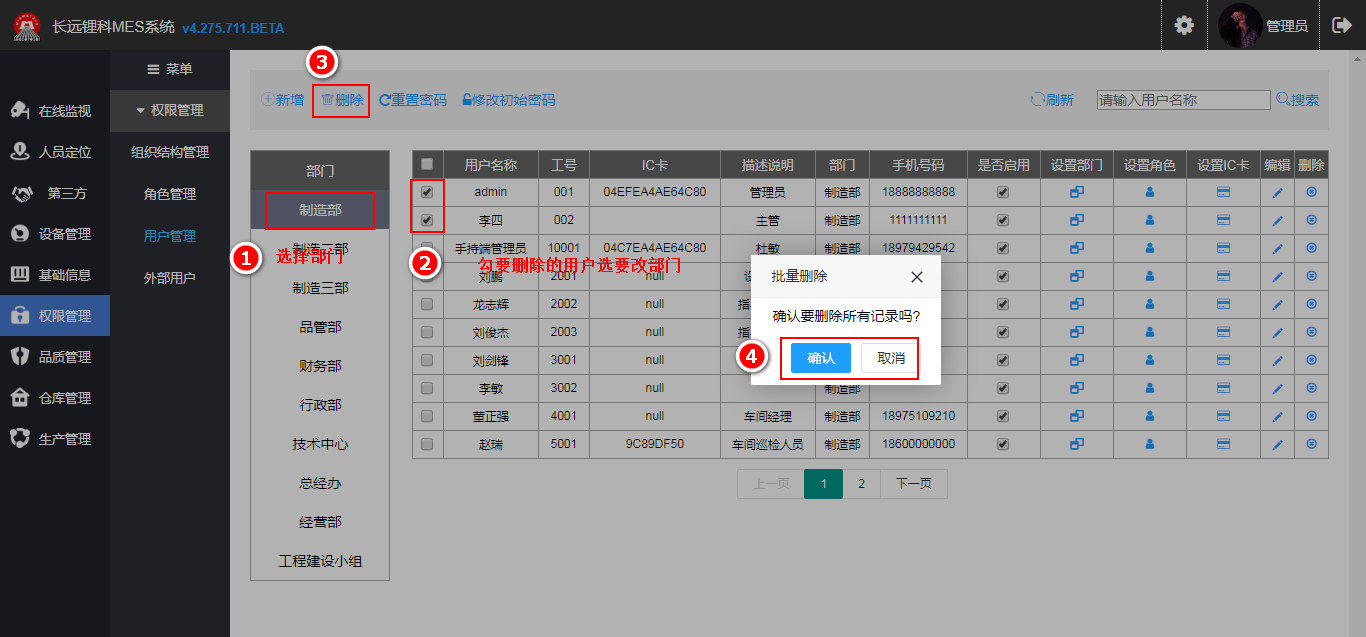 长远锂科MES系统 v4.275.711.BETA
管理员
菜单
权限管理
组织结构管理
角色管理
用户管理
外部用户
在线监视
人员定位
第三方
设备管理
基础信息
权限管理
品质管理
仓库管理
生产管理
3
新增 删除 重置密码 修改初始密码
刷新 请输入用户名称 搜索
部门
制造部
制造二部
制造三部
品管部
财务部
行政部
技术中心
总经办
经营部
工程建设小组
1 选择部门
2 勾要删除的用户选要改部门
用户名称 工号 IC卡 描述说明 部门 手机号码 是否启用 设置部门 设置角色 设置IC卡 编辑 删除
admin 001 04EFEA4AE64C80 管理员 制造部 18888888888
李四 002 主管 制造部 1111111111
手持端管理员 10001 04C7EA4AE64C80 杜敏 制造部 18979429542
刘鹏 2001 null
龙志辉 2002 null
刘俊杰 2003 null
刘剑锋 3001 null
李敏 3002 null 制造部
董正强 4001 null 车间经理 制造部 18975109210
赵瑞 5001 9C89DF50 车间巡检人员 制造部 18600000000
批量删除
确认要删除所有记录吗?
4 确认 取消
上一页 1 2 下一页